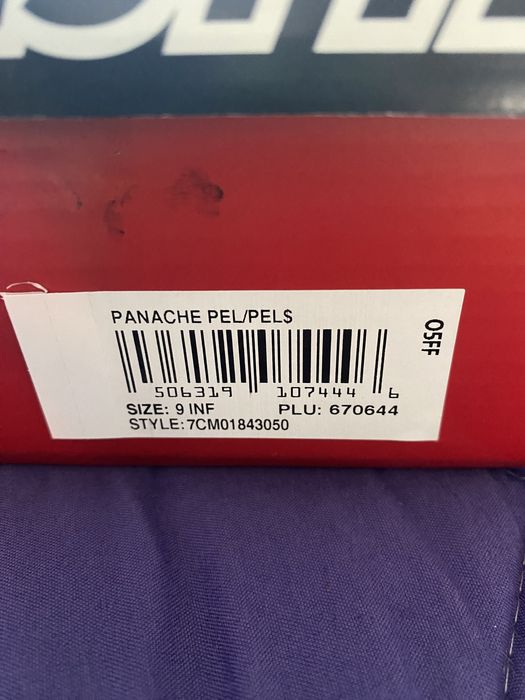 PANACHE PEL/PEL$
506319 107444 6
SIZE: 9 INF PLU: 670644
STYLE:7CM01843050
05FF